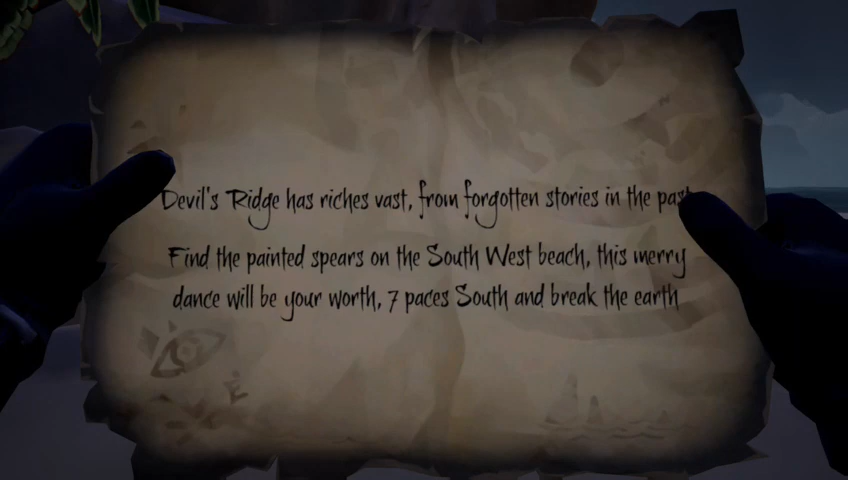 Devil's Ridge has riches vast, from forgotten stories in the past
Find the painted spears on the South West beach, this merry
dance will be your worth, 7 paces South and break the earth